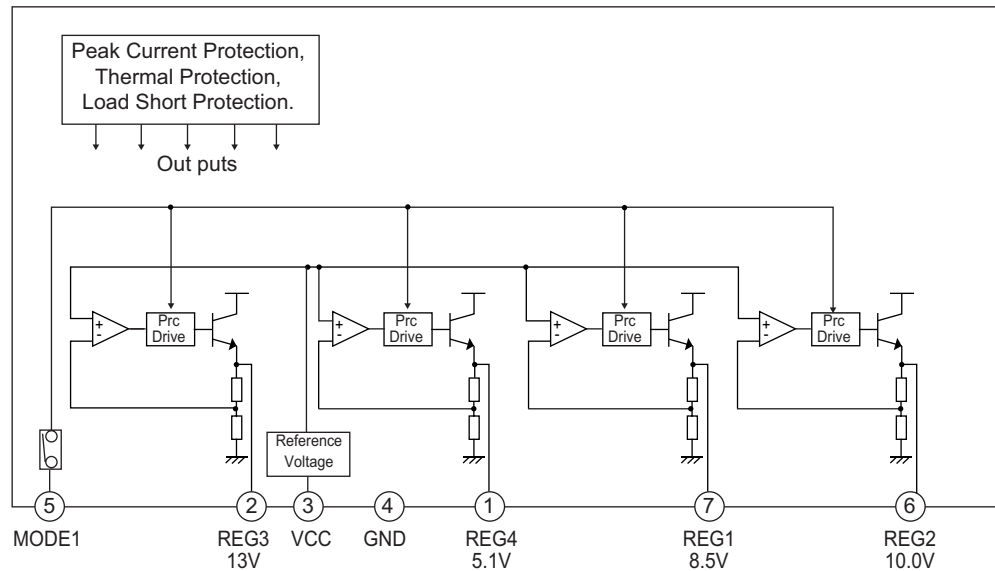 Peak Current Protection,
Thermal Protection,
Load Short Protection.
Out puts
+
-
Prc
Drive
+
-
Prc
Drive
+
-
Prc
Drive
+
-
Prc
Drive
Reference
Voltage
5 2 3 4 1 7 6
MODE1 REG3 VCC GND REG4 REG1 REG2
13V 5.1V 8.5V 10.0V